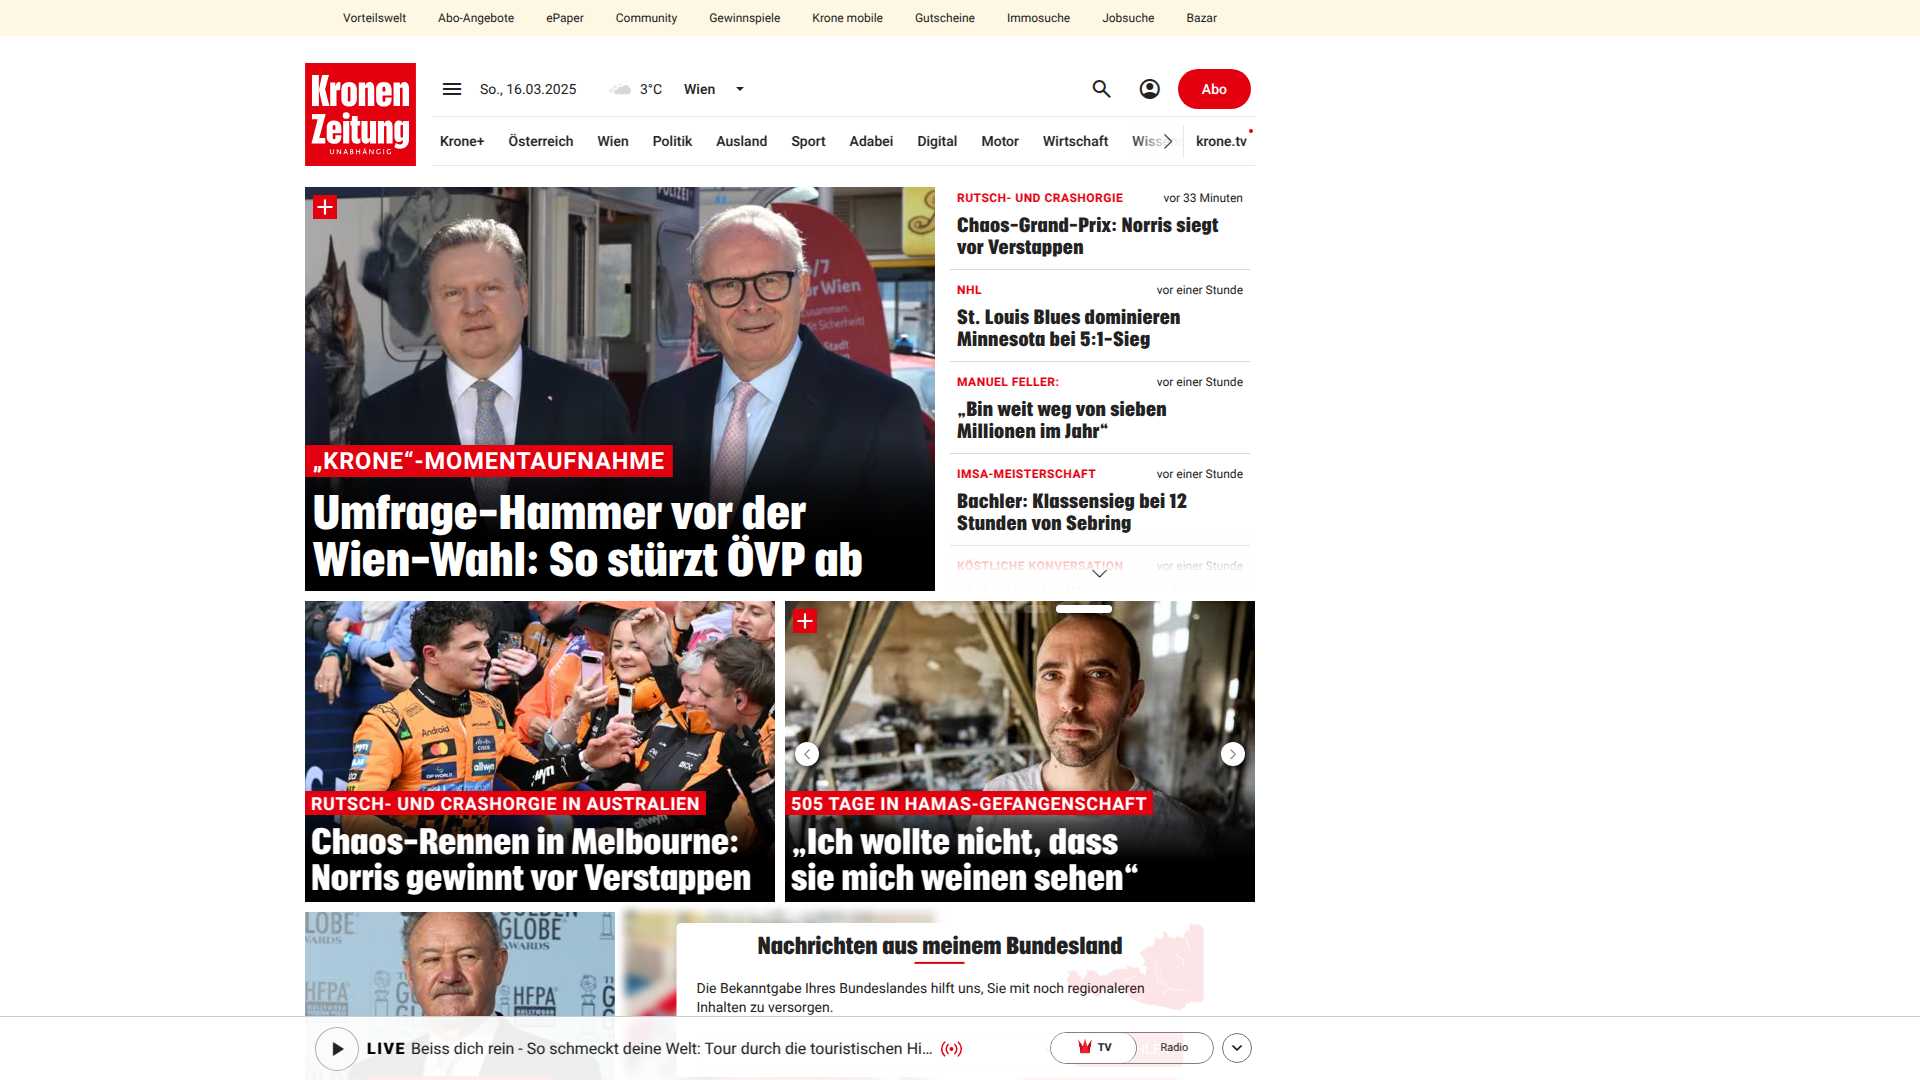 Vorteilswelt Abo-Angebote ePaper Community Gewinnspiele Krone mobile Gutscheine Immosuche Jobsuche Bazar
Kronen
Zeitung
UNABHÄNGIG
So., 16.03.2025 3°C Wien
Abo
Krone+ Österreich Wien Politik Ausland Sport Adabei Digital Motor Wirtschaft krone.tv
„KRONE“-MOMENTAUFNAHME
Umfrage-Hammer vor der
Wien-Wahl: So stürzt ÖVP ab
RUTSCH- UND CRASHORGIE vor 33 Minuten
Chaos-Grand-Prix: Norris siegt
vor Verstappen
NHL vor einer Stunde
St. Louis Blues dominieren
Minnesota bei 5:1-Sieg
MANUEL FELLER: vor einer Stunde
„Bin weit weg von sieben
Millionen im Jahr“
IMSA-MEISTERSCHAFT vor einer Stunde
Bachler: Klassensieg bei 12
Stunden von Sebring
KÖSTLICHE KONVERSATION vor einer Stunde
RUTSCH- UND CRASHORGIE IN AUSTRALIEN
Chaos-Rennen in Melbourne:
Norris gewinnt vor Verstappen
505 TAGE IN HAMAS-GEFANGENSCHAFT
„Ich wollte nicht, dass
sie mich weinen sehen“
Nachrichten aus meinem Bundesland
Die Bekanntgabe Ihres Bundeslandes hilft uns, Sie mit noch regionaleren
Inhalten zu versorgen.
LIVE Beiss dich rein - So schmeckt deine Welt: Tour durch die touristischen Hi...
TV Radio